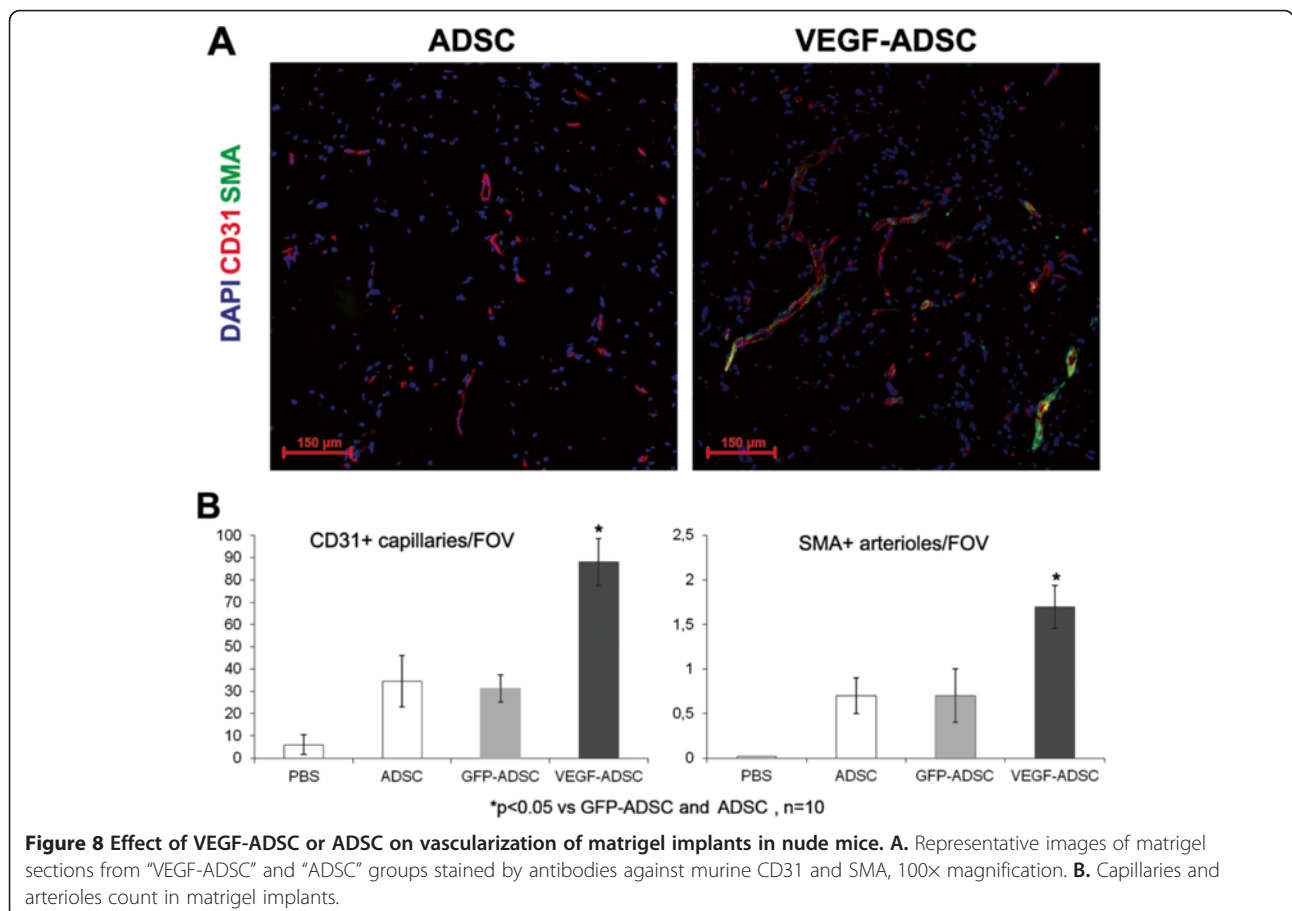 A
ADSC
VEGF-ADSC
DAPI CD31 SMA
150 µm
150 µm
B
CD31+ capillaries/FOV
100
90
80
70
60
50
40
30
20
10
0
*
PBS
ADSC
GFP-ADSC
VEGF-ADSC
SMA+ arterioles/FOV
2,5
2
1,5
1
0,5
0
*
PBS
ADSC
GFP-ADSC
VEGF-ADSC
*p<0.05 vs GFP-ADSC and ADSC , n=10
Figure 8 Effect of VEGF-ADSC or ADSC on vascularization of matrigel implants in nude mice. A. Representative images of matrigel
sections from “VEGF-ADSC” and “ADSC” groups stained by antibodies against murine CD31 and SMA, 100× magnification. B. Capillaries and
arterioles count in matrigel implants.